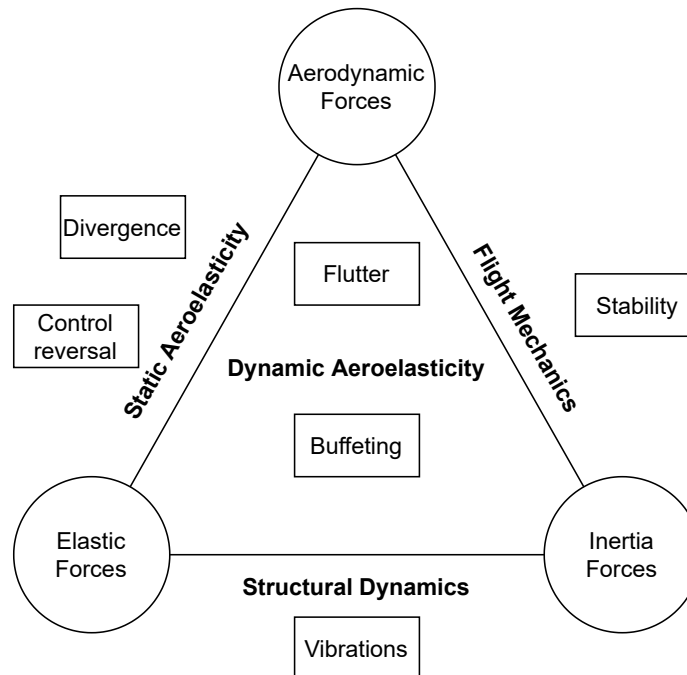 Aerodynamic
Forces
Divergence
Control
reversal
Static Aeroelasticity
Flutter
Flight Mechanics
Stability
Dynamic Aeroelasticity
Buffeting
Elastic
Forces
Inertia
Forces
Structural Dynamics
Vibrations